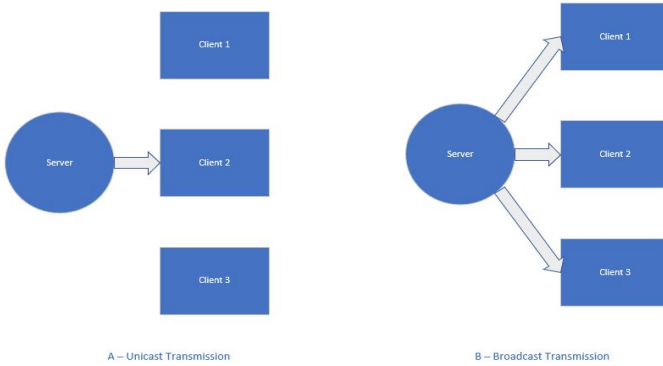 Client 1
Server
Client 2
Client 3
A – Unicast Transmission
Client 1
Server
Client 2
Client 3
B – Broadcast Transmission